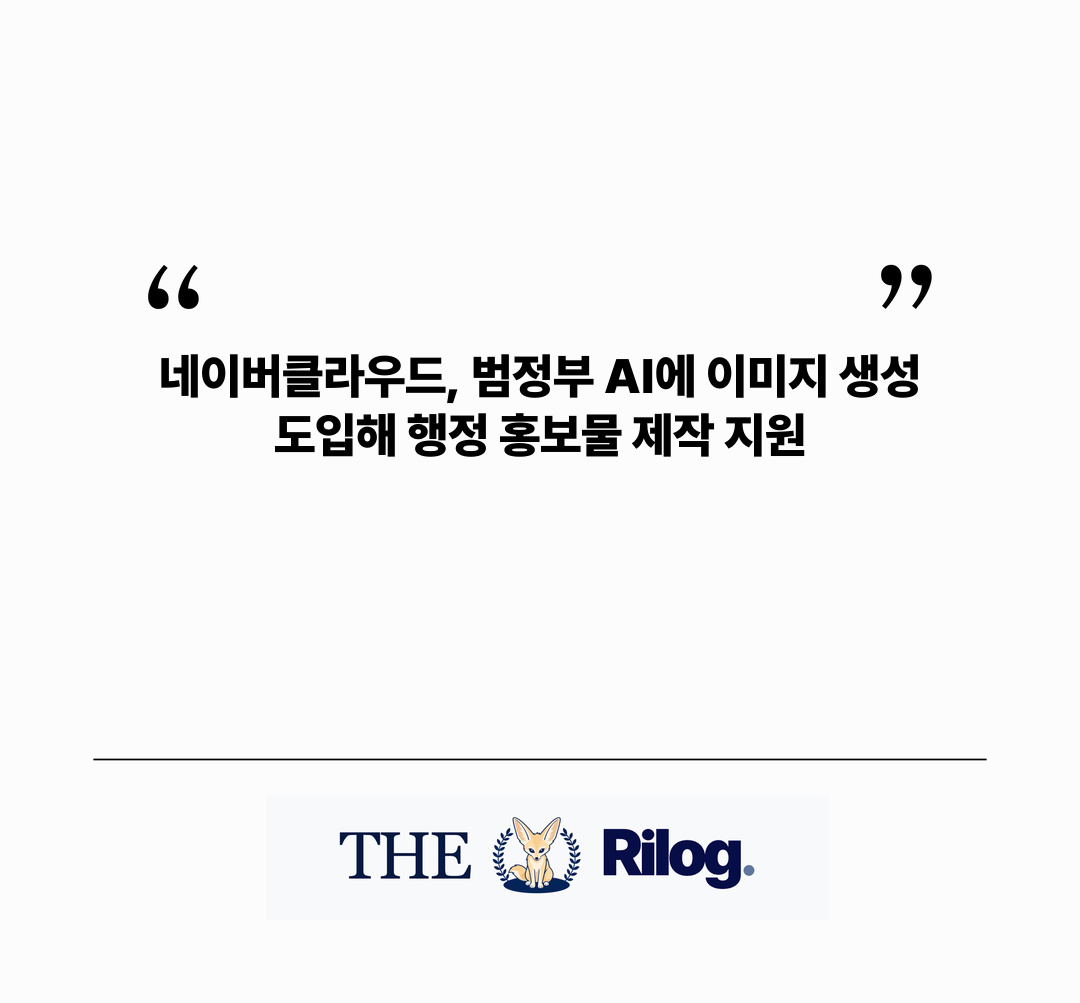 “ ”
네이버클라우드, 범정부 AI에 이미지 생성
도입해 행정 홍보물 제작 지원
THE Rilog.